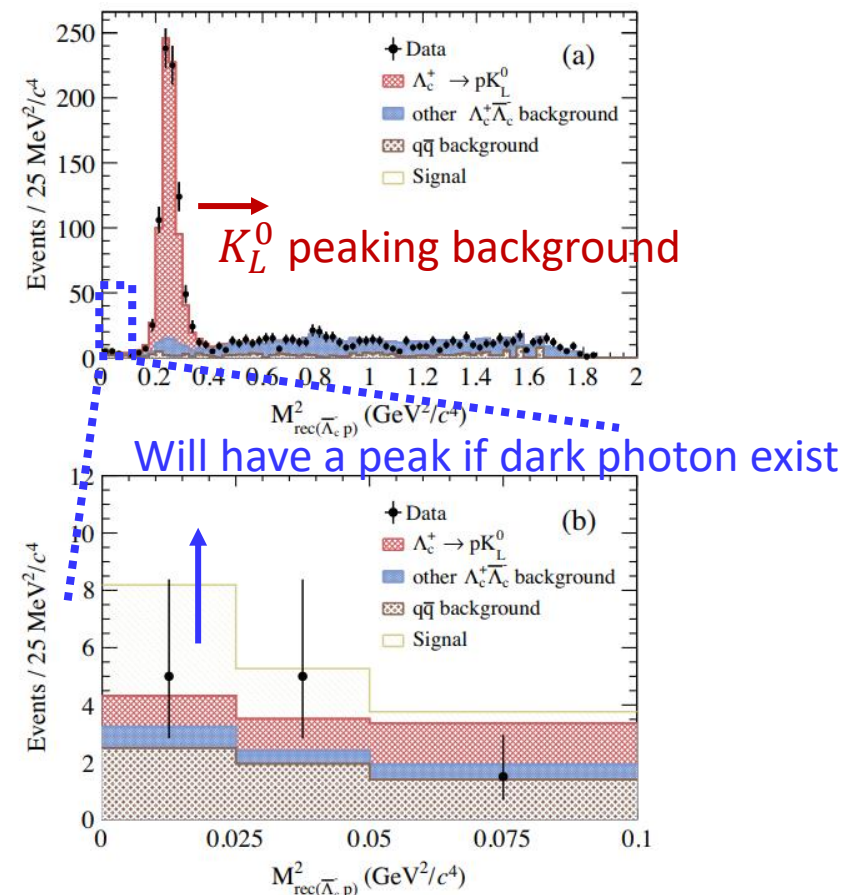 250
200
150
100
50
0
Events / 25 MeV²/c⁴
Data
Λc⁺ → pK_L⁰
other Λc⁺Λ̄c⁻ background
qq̄ background
Signal
(a)
K_L⁰ peaking background
0 0.2 0.4 0.6 0.8 1 1.2 1.4 1.6 1.8 2
M²rec(Λ̄c⁻ p) (GeV²/c⁴)
Will have a peak if dark photon exist
12
10
8
6
4
2
0
Events / 25 MeV²/c⁴
Data
Λc⁺ → pK_L⁰
other Λc⁺Λ̄c⁻ background
qq̄ background
Signal
(b)
0 0.025 0.05 0.075 0.1
M²rec(Λ̄c⁻ p) (GeV²/c⁴)